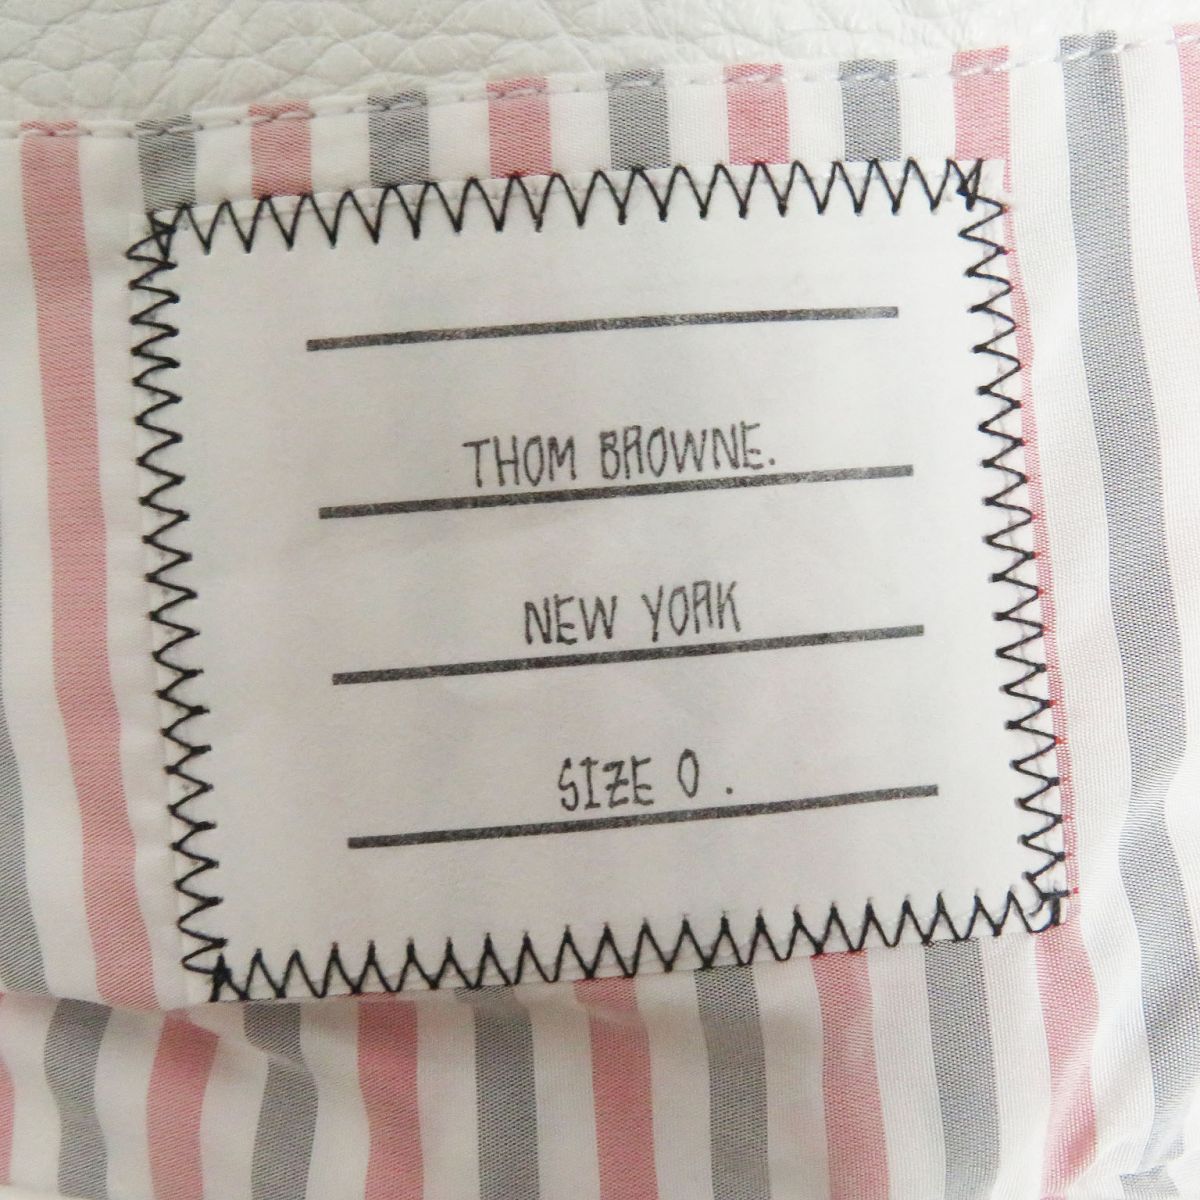 THOM BROWNE.
NEW YORK
SIZE 0 .